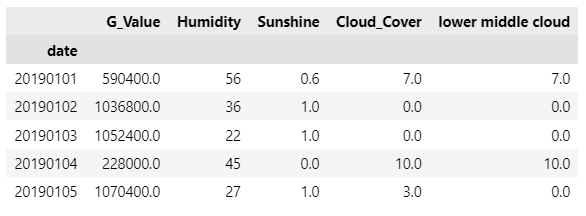 G_Value Humidity Sunshine Cloud_Cover lower middle cloud
date
20190101 590400.0 56 0.6 7.0 7.0
20190102 1036800.0 36 1.0 0.0 0.0
20190103 1052400.0 22 1.0 0.0 0.0
20190104 228000.0 45 0.0 10.0 10.0
20190105 1070400.0 27 1.0 3.0 0.0